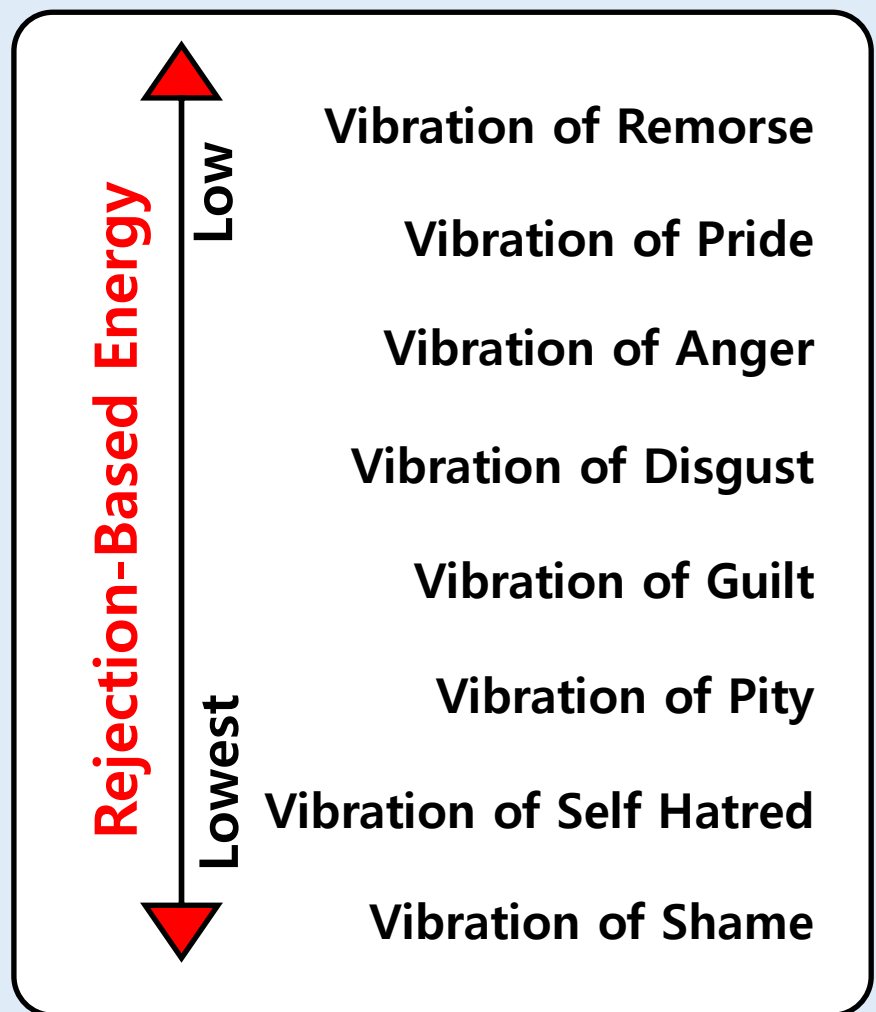 Rejection-Based Energy
Low
Lowest
Vibration of Remorse
Vibration of Pride
Vibration of Anger
Vibration of Disgust
Vibration of Guilt
Vibration of Pity
Vibration of Self Hatred
Vibration of Shame